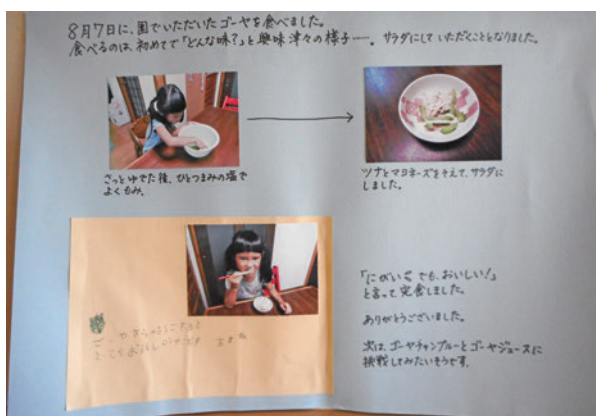 8月7日に、園でいただいたゴーヤを食べました。
食べるのは、初めてで「どんな味?」と興味津々の様子――。サラダにしていただくこととなりました。
さっとゆでた後、ひとつまみの塩で
よくもみ、
ツナとマヨネーズをそえて、サラダに
しました。
「にがい〜でも、おいしい!」
と言って完食しました。
ありがとうございました。
次は、ゴーヤチャンプルーとゴーヤジュースに
挑戦してみたいそうです。